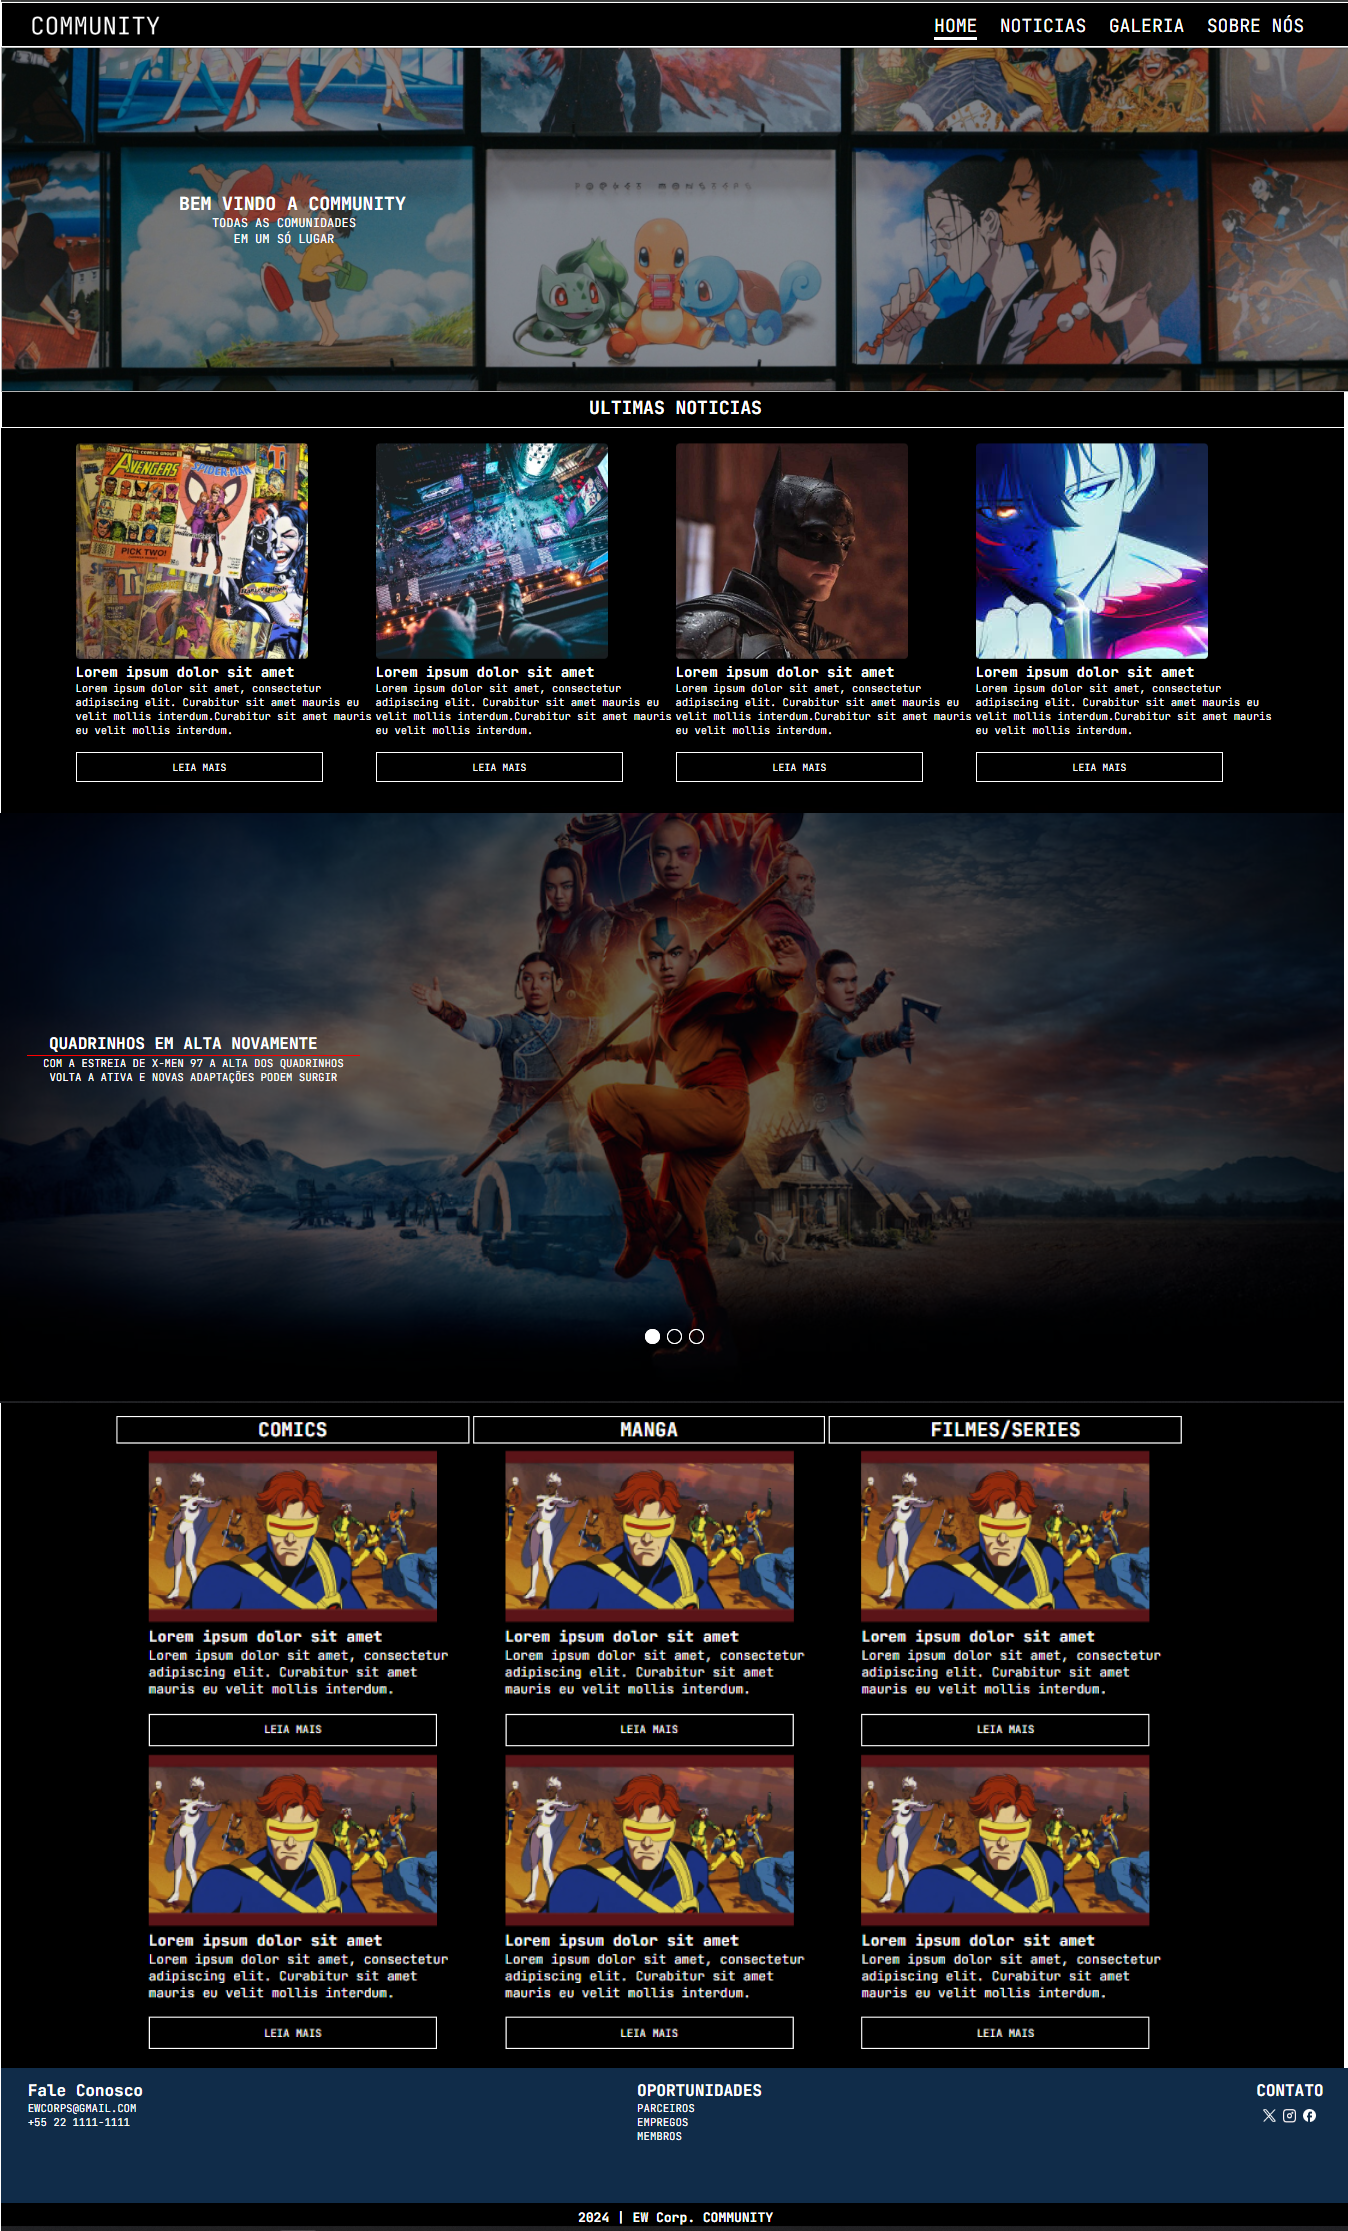 COMMUNITY
HOME NOTICIAS GALERIA SOBRE NÓS
POCKET MONSTERS
BEM VINDO A COMMUNITY
TODAS AS COMUNIDADES
EM UM SÓ LUGAR
ULTIMAS NOTICIAS
AVENGERS
SPIDER-MAN
PICK TWO!
Lorem ipsum dolor sit amet
Lorem ipsum dolor sit amet, consectetur
adipiscing elit. Curabitur sit amet mauris eu
velit mollis interdum.Curabitur sit amet mauris
eu velit mollis interdum.
LEIA MAIS
Lorem ipsum dolor sit amet
Lorem ipsum dolor sit amet, consectetur
adipiscing elit. Curabitur sit amet mauris eu
velit mollis interdum.Curabitur sit amet mauris
eu velit mollis interdum.
LEIA MAIS
Lorem ipsum dolor sit amet
Lorem ipsum dolor sit amet, consectetur
adipiscing elit. Curabitur sit amet mauris eu
velit mollis interdum.Curabitur sit amet mauris
eu velit mollis interdum.
LEIA MAIS
Lorem ipsum dolor sit amet
Lorem ipsum dolor sit amet, consectetur
adipiscing elit. Curabitur sit amet mauris eu
velit mollis interdum.Curabitur sit amet mauris
eu velit mollis interdum.
LEIA MAIS
QUADRINHOS EM ALTA NOVAMENTE
COM A ESTREIA DE X-MEN 97 A ALTA DOS QUADRINHOS
VOLTA A ATIVA E NOVAS ADAPTAÇÕES PODEM SURGIR
COMICS
MANGA
FILMES/SERIES
Lorem ipsum dolor sit amet
Lorem ipsum dolor sit amet, consectetur
adipiscing elit. Curabitur sit amet
mauris eu velit mollis interdum.
LEIA MAIS
Lorem ipsum dolor sit amet
Lorem ipsum dolor sit amet, consectetur
adipiscing elit. Curabitur sit amet
mauris eu velit mollis interdum.
LEIA MAIS
Lorem ipsum dolor sit amet
Lorem ipsum dolor sit amet, consectetur
adipiscing elit. Curabitur sit amet
mauris eu velit mollis interdum.
LEIA MAIS
Lorem ipsum dolor sit amet
Lorem ipsum dolor sit amet, consectetur
adipiscing elit. Curabitur sit amet
mauris eu velit mollis interdum.
LEIA MAIS
Lorem ipsum dolor sit amet
Lorem ipsum dolor sit amet, consectetur
adipiscing elit. Curabitur sit amet
mauris eu velit mollis interdum.
LEIA MAIS
Lorem ipsum dolor sit amet
Lorem ipsum dolor sit amet, consectetur
adipiscing elit. Curabitur sit amet
mauris eu velit mollis interdum.
LEIA MAIS
Fale Conosco
EWCORPS@GMAIL.COM
+55 22 1111-1111
OPORTUNIDADES
PARCEIROS
EMPREGOS
MEMBROS
CONTATO
2024 | EW Corp. COMMUNITY